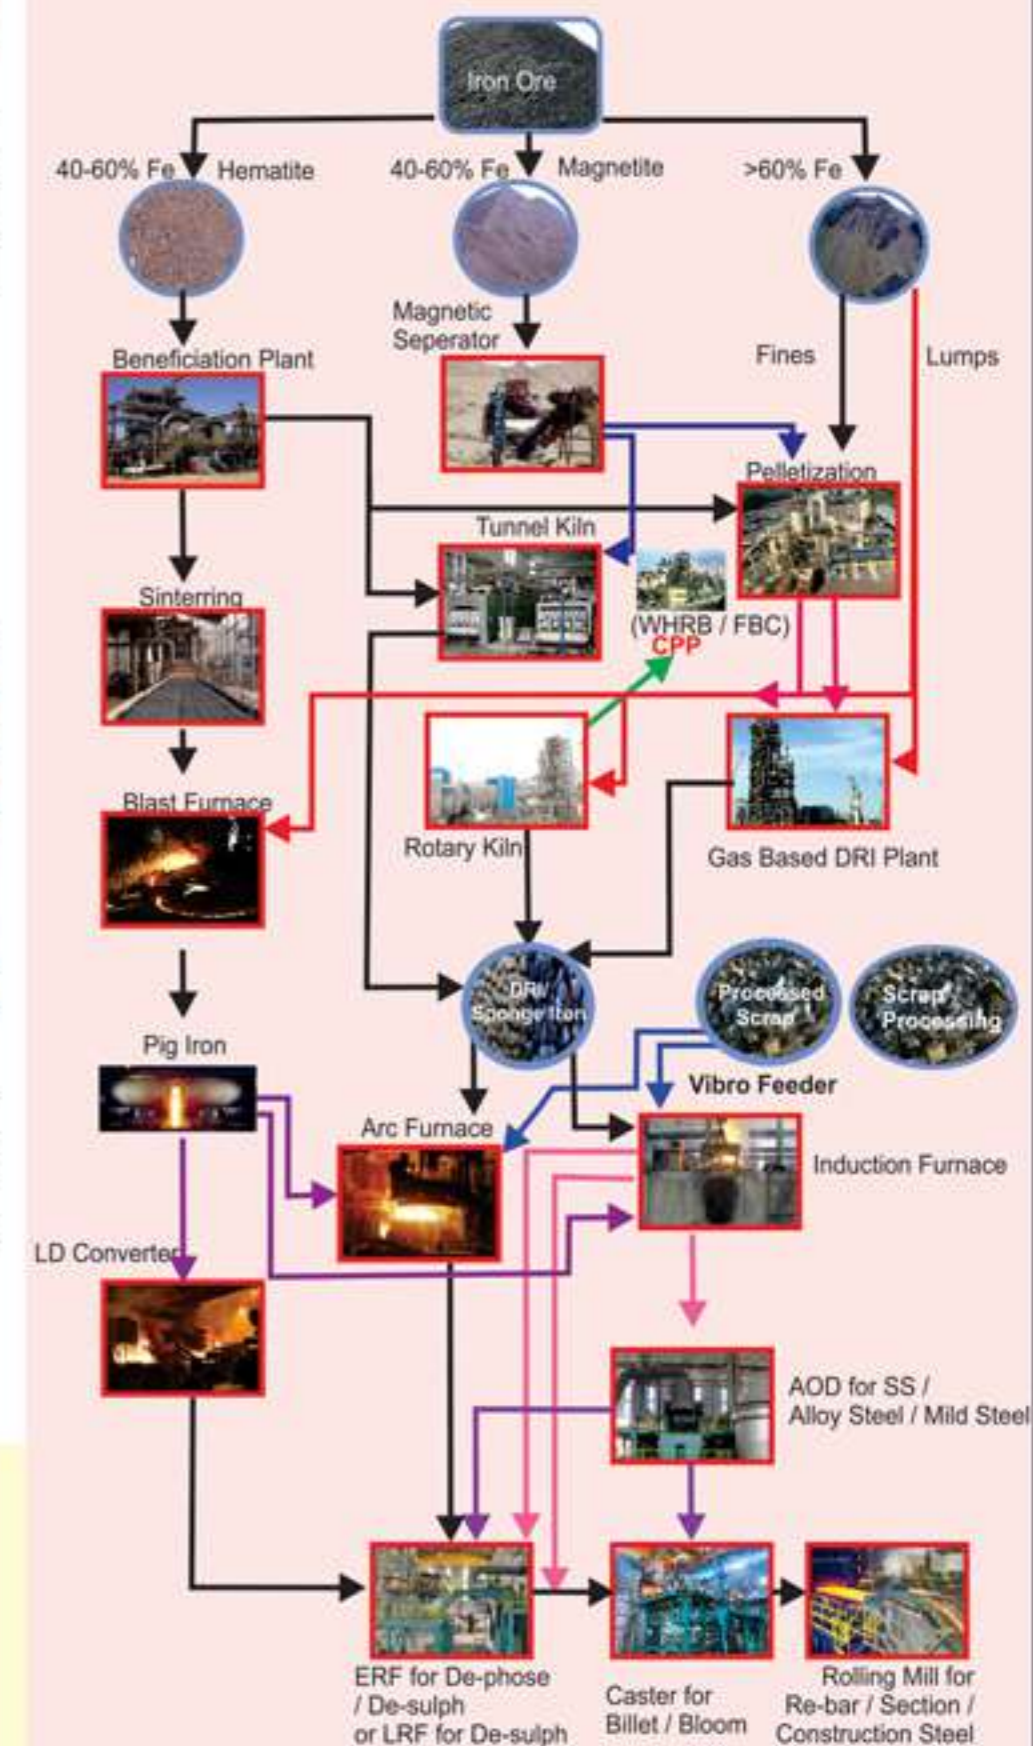 Iron Ore
40-60% Fe
Hematite
40-60% Fe
Magnetite
>60% Fe
Magnetic
Seperator
Beneficiation Plant
Fines
Lumps
Pelletization
Tunnel Kiln
Sinterring
(WHRB / FBC)
CPP
Blast Furnace
Rotary Kiln
Gas Based DRI Plant
DRI/
Sponge Iron
Processed
Scrap
Scrap
Processing
Pig Iron
Vibro Feeder
Arc Furnace
Induction Furnace
LD Converter
AOD for SS /
Alloy Steel / Mild Steel
ERF for De-phose
/ De-sulph
or LRF for De-sulph
Caster for
Billet / Bloom
Rolling Mill for
Re-bar / Section /
Construction Steel